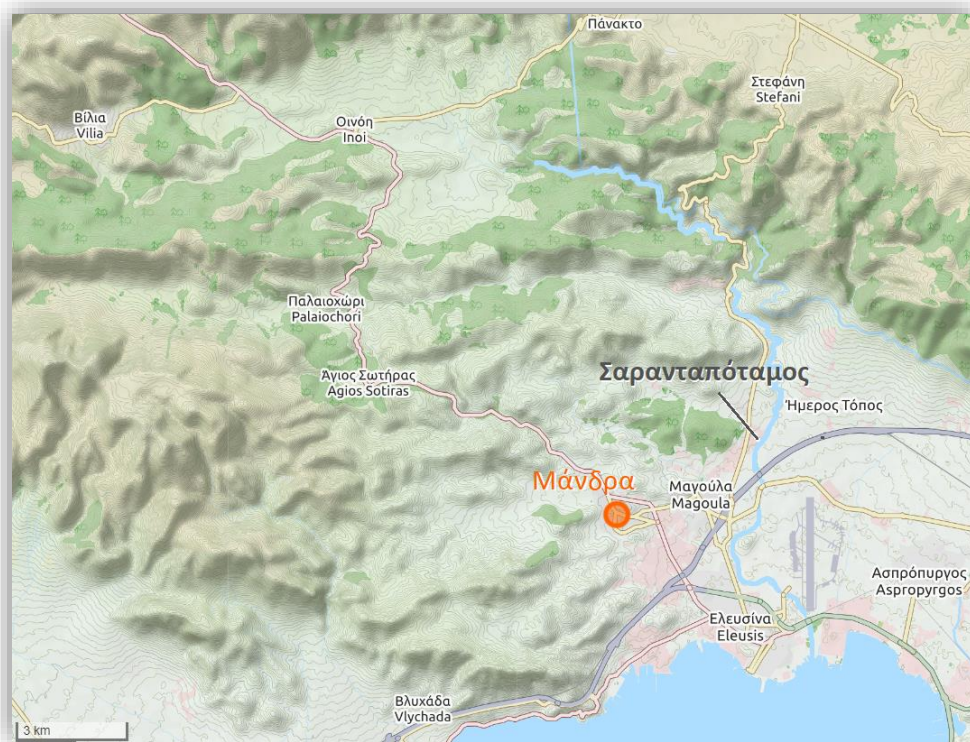 Πάνακτο
Στεφάνη
Stefani
Βίλια
Vilia
Οινόη
Inoi
Παλαιοχώρι
Palaiochori
Άγιος Σωτήρας
Agios Sotiras
Σαρανταπόταμος
Ήμερος Τόπος
Μάνδρα
Μαγούλα
Magoula
Ασπρόπυργος
Aspropyrgos
Ελευσίνα
Eleusis
Βλυχάδα
Vlychada
3 km